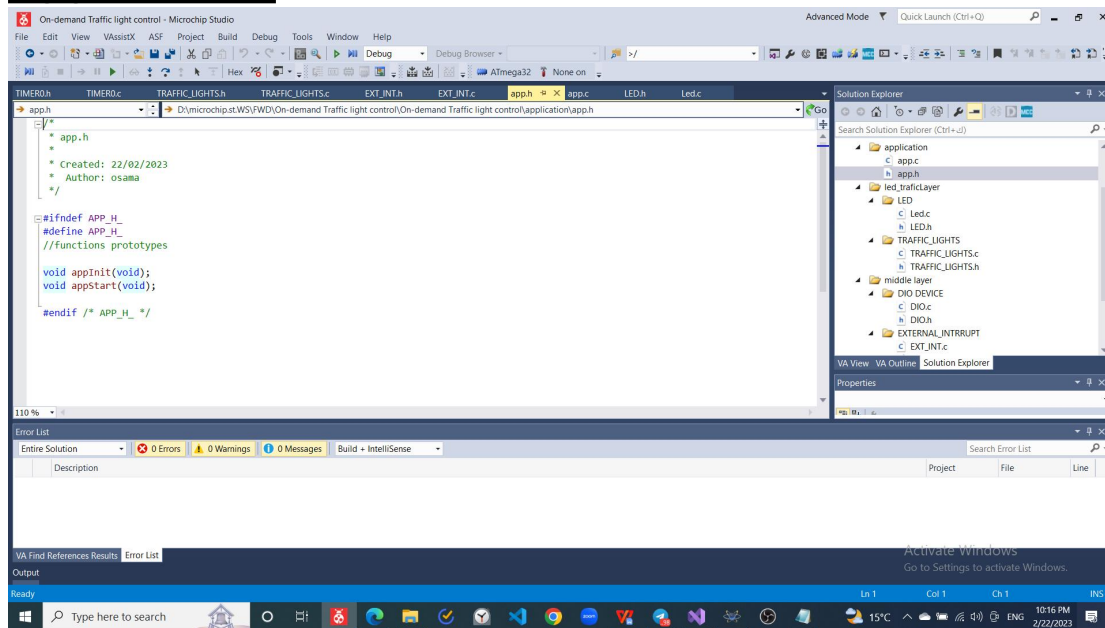 On-demand Traffic light control - Microchip Studio
Advanced Mode
Quick Launch (Ctrl+Q)
File Edit View VAssistX ASF Project Build Debug Tools Window Help
Debug
Debug Browser
>/
Hex
ATmega32
None on
TIMER0.h TIMER0.c TRAFFIC_LIGHTS.h TRAFFIC_LIGHTS.c EXT_INT.h EXT_INT.c app.h app.c LED.h Led.c
app.h
D:\microchip.st.WS\FWD\On-demand Traffic light control\On-demand Traffic light control\application\app.h
Go
/*
* app.h
*
* Created: 22/02/2023
* Author: osama
*/
#ifndef APP_H_
#define APP_H_
//functions prototypes
void appInit(void);
void appStart(void);
#endif /* APP_H_ */
110 %
Solution Explorer
Search Solution Explorer (Ctrl+;)
application
app.c
app.h
led_traficLayer
LED
Led.c
LED.h
TRAFFIC_LIGHTS
TRAFFIC_LIGHTS.c
TRAFFIC_LIGHTS.h
middle layer
DIO DEVICE
DIO.c
DIO.h
EXTERNAL_INTRRUPT
EXT_INT.c
VA View VA Outline Solution Explorer
Properties
Error List
Entire Solution
0 Errors
0 Warnings
0 Messages
Build + IntelliSense
Search Error List
Description Project File Line
VA Find References Results Error List
Output
Activate Windows
Go to Settings to activate Windows.
Ready
Ln 1 Col 1 Ch 1 INS
Type here to search
15°C
ENG
10:16 PM
2/22/2023